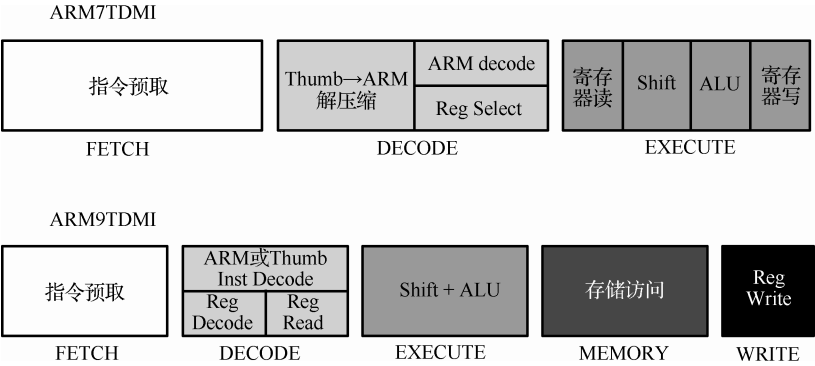 ARM7TDMI
指令预取
Thumb→ARM
解压缩
ARM decode
Reg Select
寄存
器读
Shift
ALU
寄存
器写
FETCH
DECODE
EXECUTE
ARM9TDMI
指令预取
ARM或Thumb
Inst Decode
Reg
Decode
Reg
Read
Shift + ALU
存储访问
Reg
Write
FETCH
DECODE
EXECUTE
MEMORY
WRITE